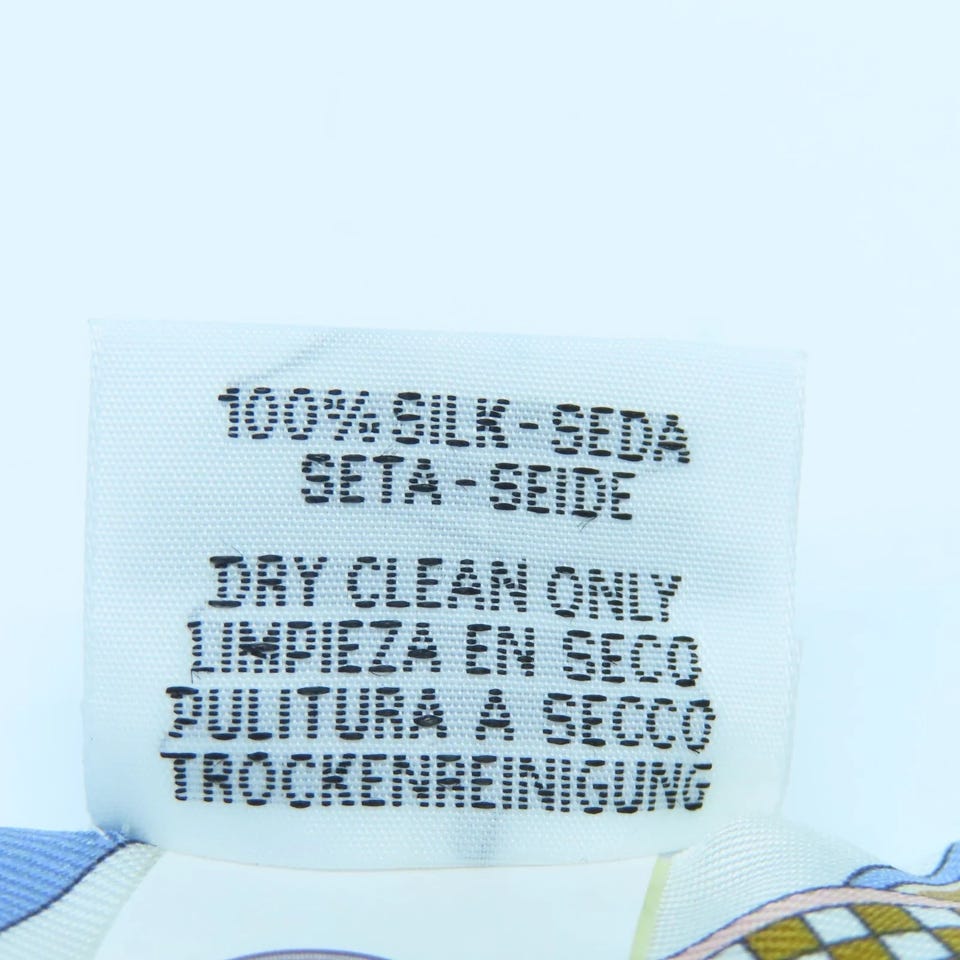 100% SILK - SEDA
SETA - SEIDE
DRY CLEAN ONLY
LIMPIEZA EN SECO
PULITURA A SECCO
TROCKENREINIGUNG